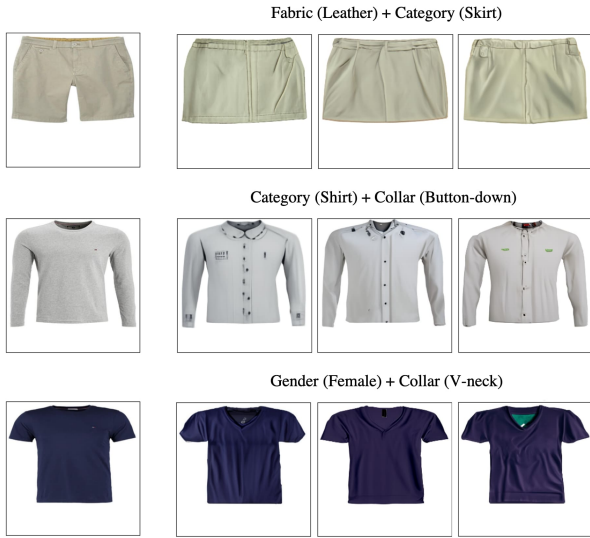 Fabric (Leather) + Category (Skirt)
Category (Shirt) + Collar (Button-down)
Gender (Female) + Collar (V-neck)